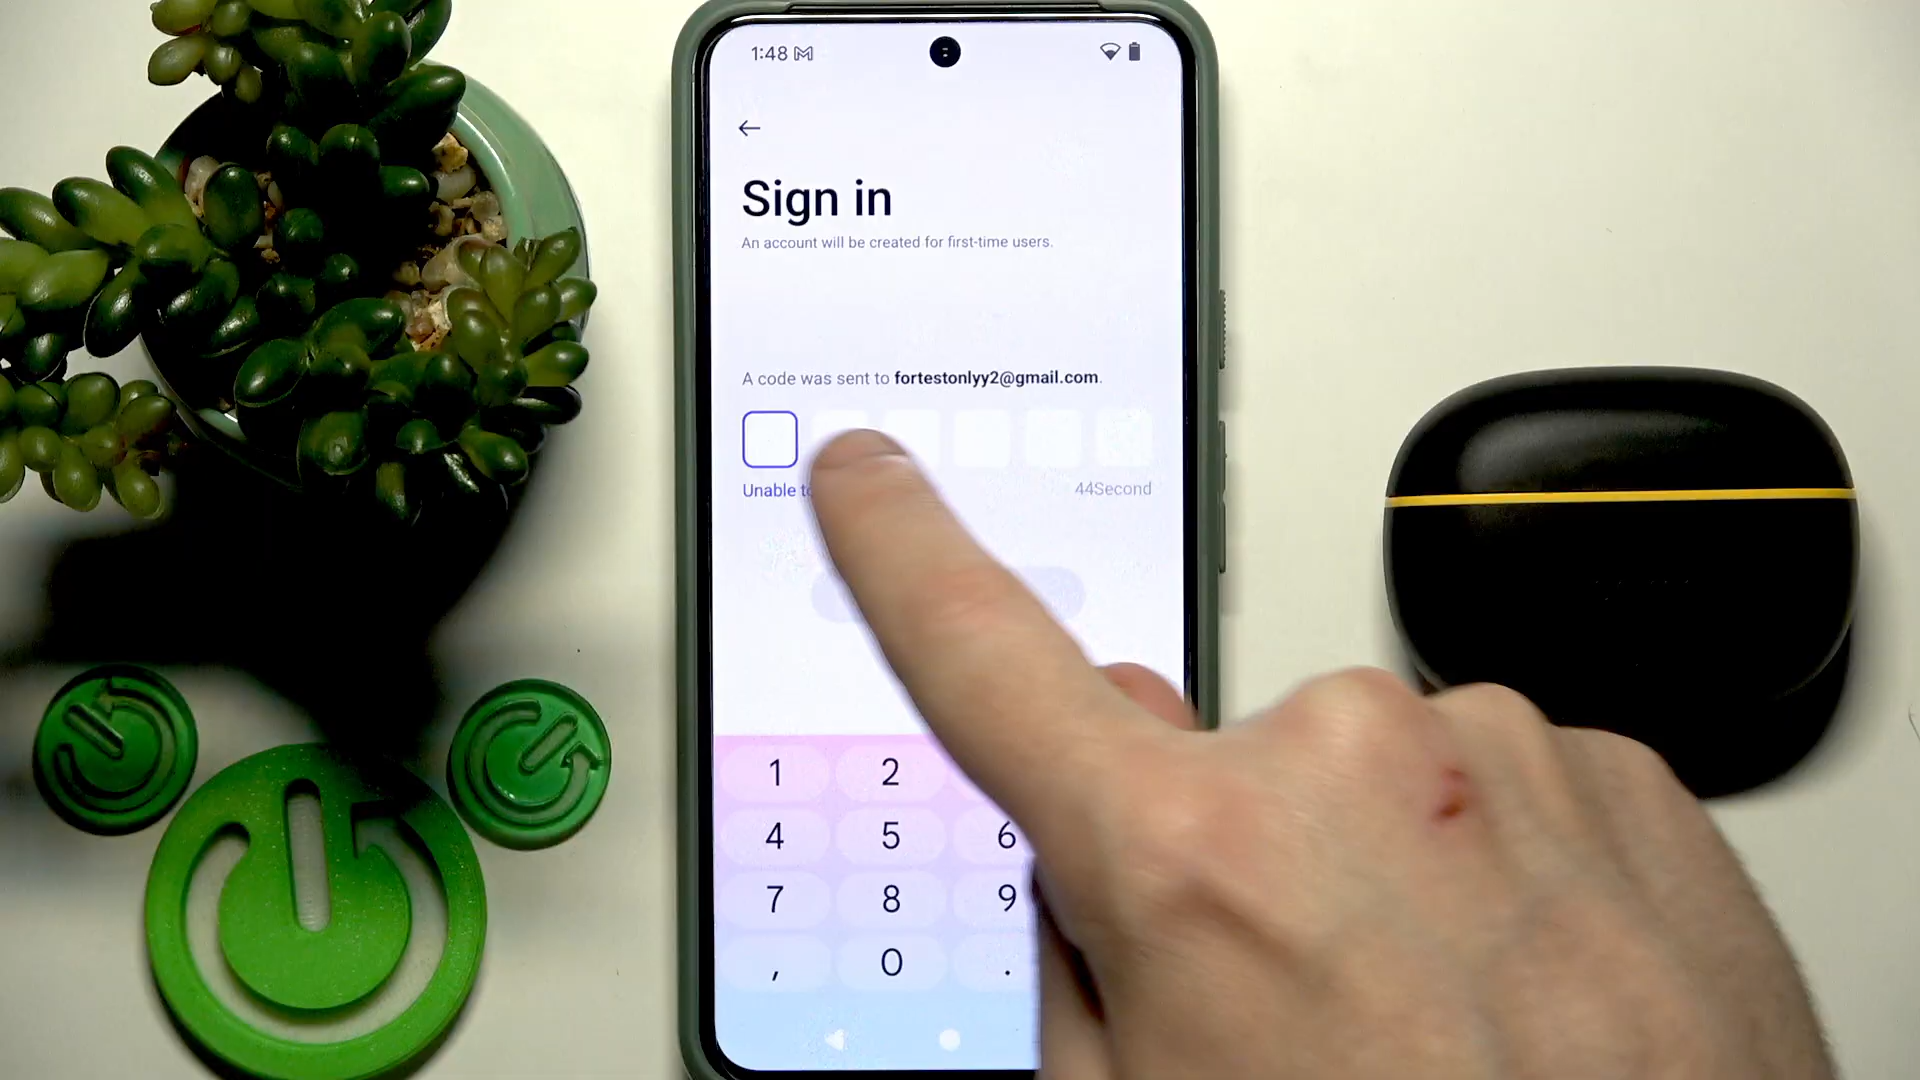 1:48
Sign in
An account will be created for first-time users.
A code was sent to fortestonlyy2@gmail.com.
Unable
44Second
1 2
4 5 6
7 8 9
, 0 .